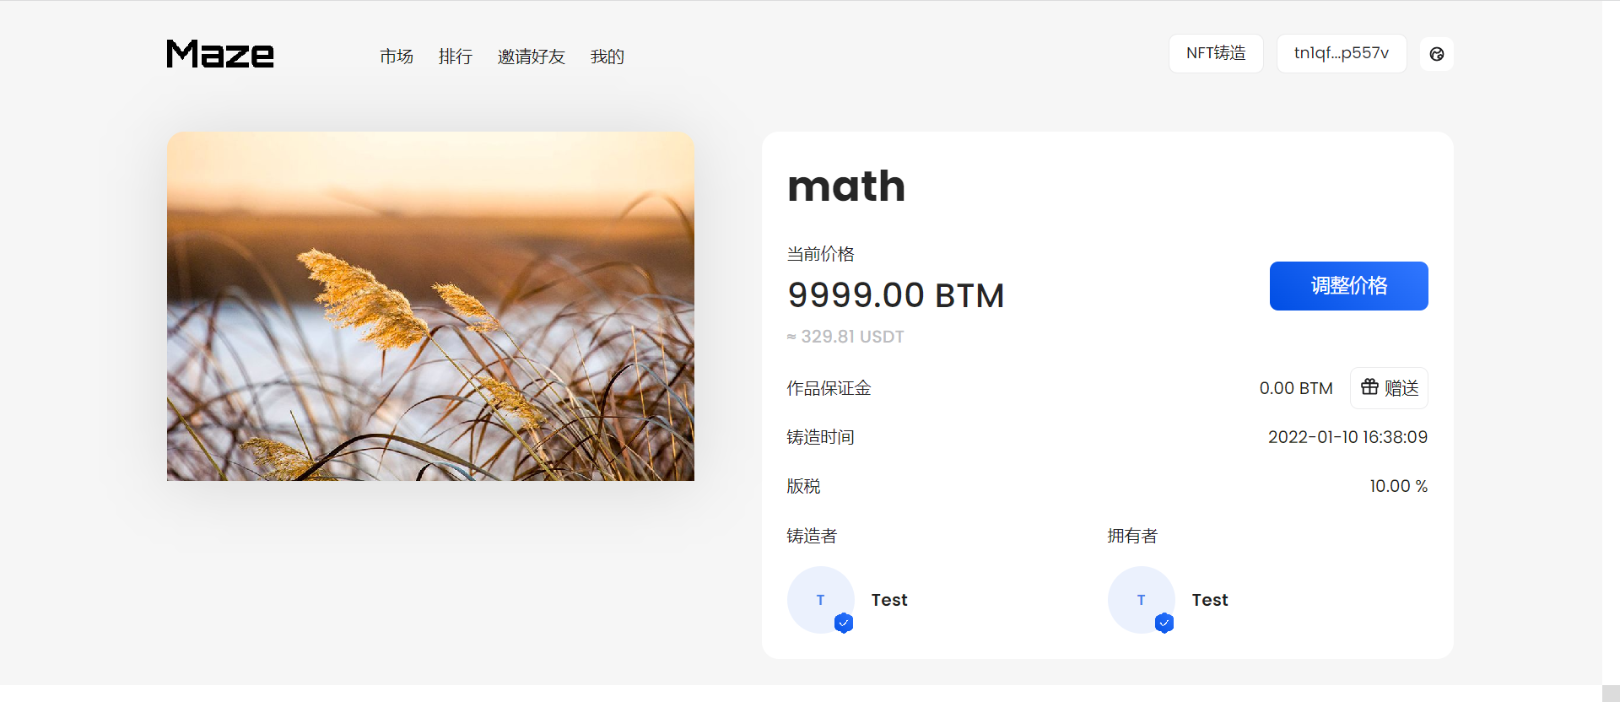 Maze
市场 排行 邀请好友 我的
NFT铸造 tn1qf...p557v
math
当前价格
9999.00 BTM
≈ 329.81 USDT
调整价格
作品保证金 0.00 BTM 赠送
铸造时间 2022-01-10 16:38:09
版税 10.00 %
铸造者 拥有者
T Test T Test